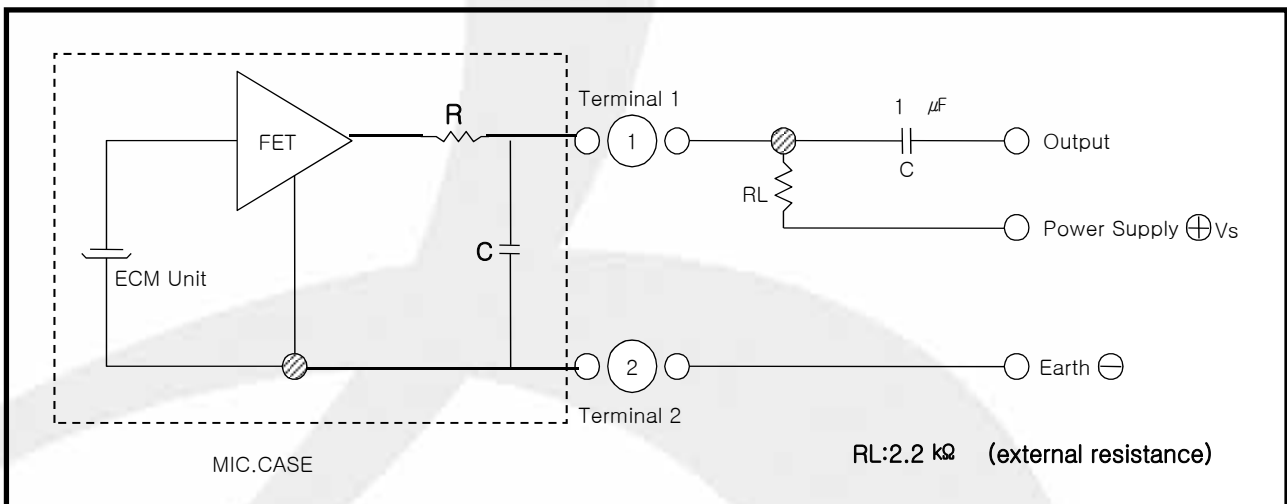 R
Terminal 1
1 μF
FET
1
Output
C
RL
Power Supply ⊕Vs
C
ECM Unit
2
Earth ⊖
Terminal 2
MIC.CASE
RL:2.2 kΩ (external resistance)